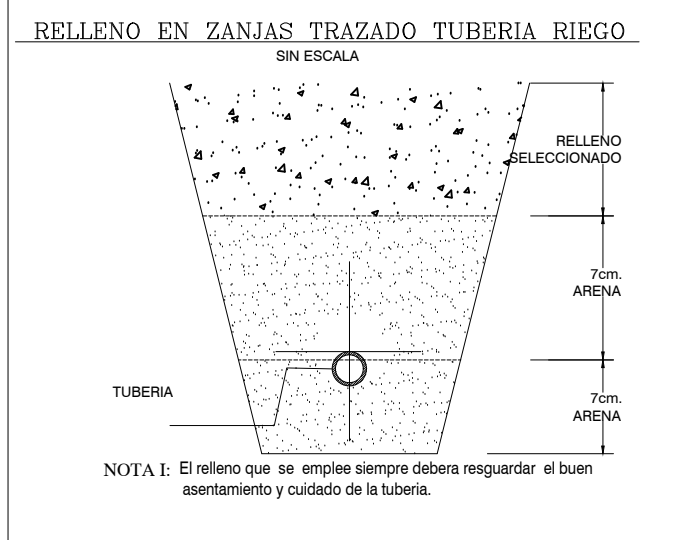 RELLENO EN ZANJAS TRAZADO TUBERIA RIEGO
SIN ESCALA
RELLENO
SELECCIONADO
7cm.
ARENA
TUBERIA
7cm.
ARENA
NOTA I: El relleno que se emplee siempre debera resguardar el buen
asentamiento y cuidado de la tuberia.